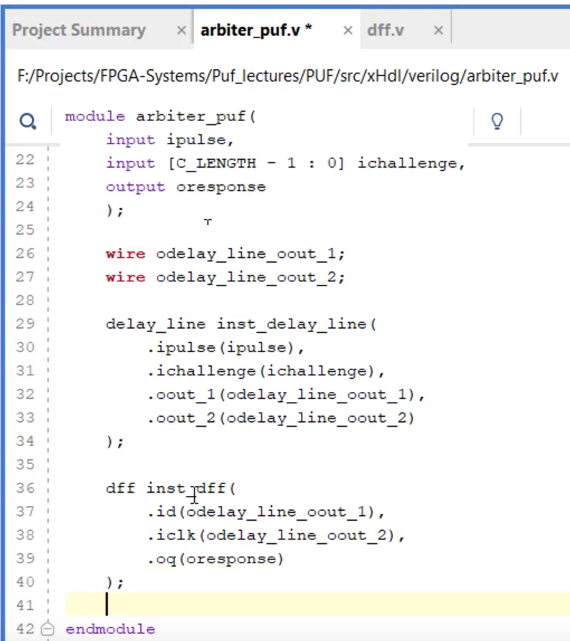 Project Summary × arbiter_puf.v * × dff.v ×
F:/Projects/FPGA-Systems/Puf_lectures/PUF/src/xHdl/verilog/arbiter_puf.v
module arbiter_puf(
input ipulse,
22 input [C_LENGTH - 1 : 0] ichallenge,
23 output oresponse
24 );
25
26 wire odelay_line_oout_1;
27 wire odelay_line_oout_2;
28
29 delay_line inst_delay_line(
30 .ipulse(ipulse),
31 .ichallenge(ichallenge),
32 .oout_1(odelay_line_oout_1),
33 .oout_2(odelay_line_oout_2)
34 );
35
36 dff inst_dff(
37 .id(odelay_line_oout_1),
38 .iclk(odelay_line_oout_2),
39 .oq(oresponse)
40 );
41
42 endmodule